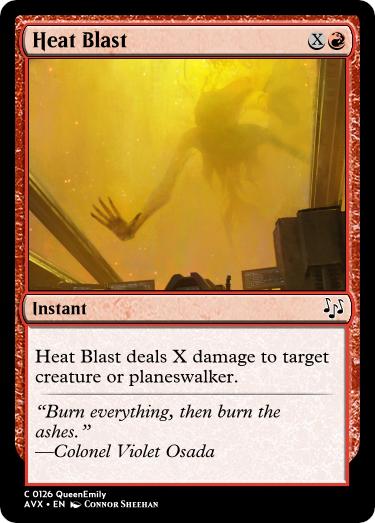 Heat Blast X
Instant
Heat Blast deals X damage to target
creature or planeswalker.
“Burn everything, then burn the
ashes.”
—Colonel Violet Osada
C 0126 QueenEmily
AVX • EN Connor Sheehan